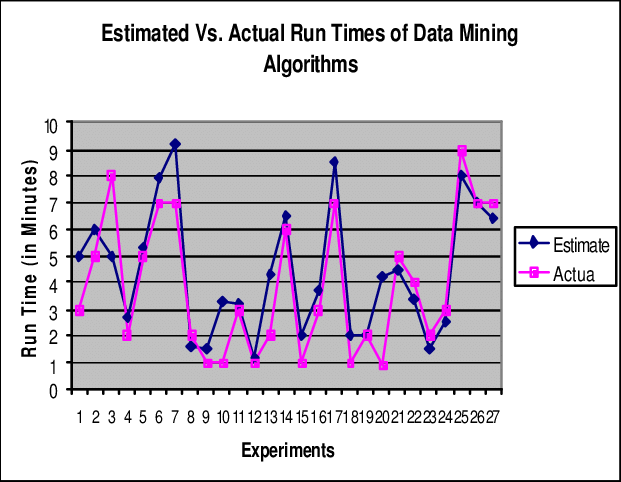 Estimated Vs. Actual Run Times of Data Mining
Algorithms
Run Time (in Minutes)
10
9
8
7
6
5
4
3
2
1
0
1 2 3 4 5 6 7 8 9 10 11 12 13 14 15 16 17 18 19 20 21 22 23 24 25 26 27
Experiments
Estimate
Actua